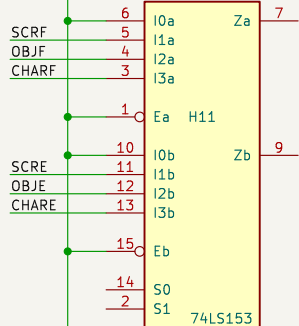 6 I0a Za 7
SCRF 5 I1a
OBJF 4 I2a
CHARF 3 I3a
1 Ea H11
10 I0b Zb 9
SCRE 11 I1b
OBJE 12 I2b
CHARE 13 I3b
15 Eb
14 S0
2 S1
74LS153